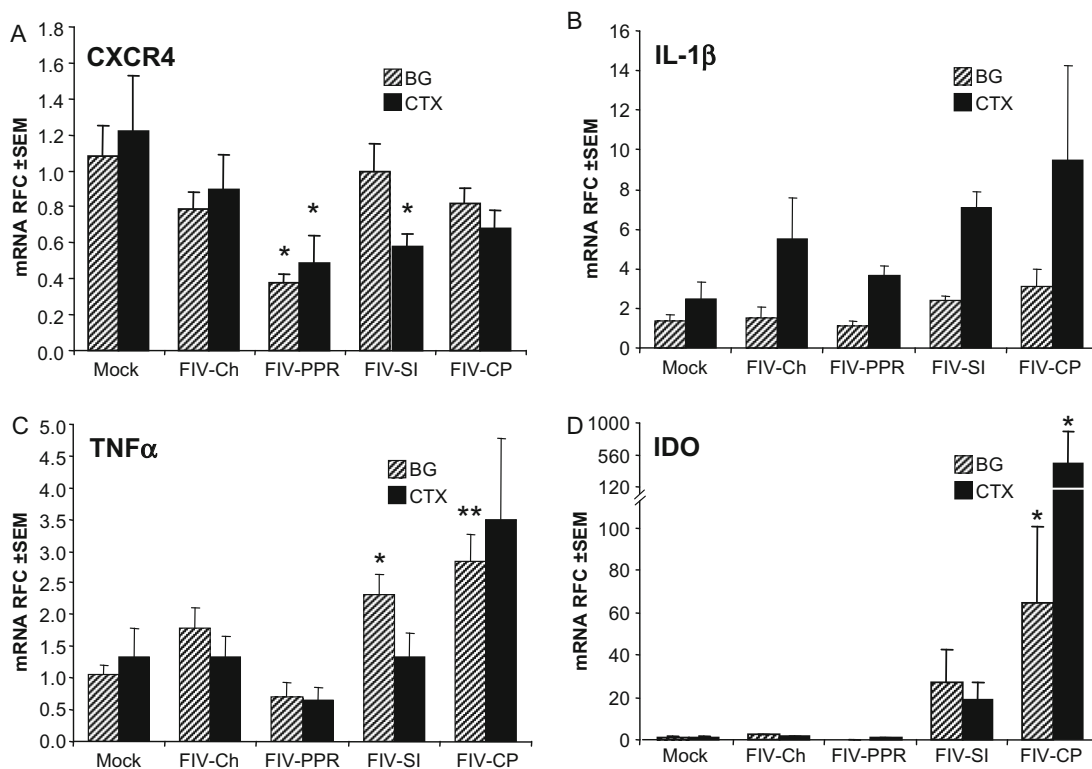 A
CXCR4
BG
CTX
mRNA RFC ±SEM
1.8
1.6
1.4
1.2
1.0
0.8
0.6
0.4
0.2
0.0
* * *
Mock FIV-Ch FIV-PPR FIV-SI FIV-CP
B
IL-1β
BG
CTX
mRNA RFC ±SEM
16
14
12
10
8
6
4
2
0
Mock FIV-Ch FIV-PPR FIV-SI FIV-CP
C
TNFα
BG
CTX
mRNA RFC ±SEM
5.0
4.5
4.0
3.5
3.0
2.5
2.0
1.5
1.0
0.5
0.0
* **
Mock FIV-Ch FIV-PPR FIV-SI FIV-CP
D
IDO
BG
CTX
mRNA RFC ±SEM
1000
560
120
100
80
60
40
20
0
* *
Mock FIV-Ch FIV-PPR FIV-SI FIV-CP